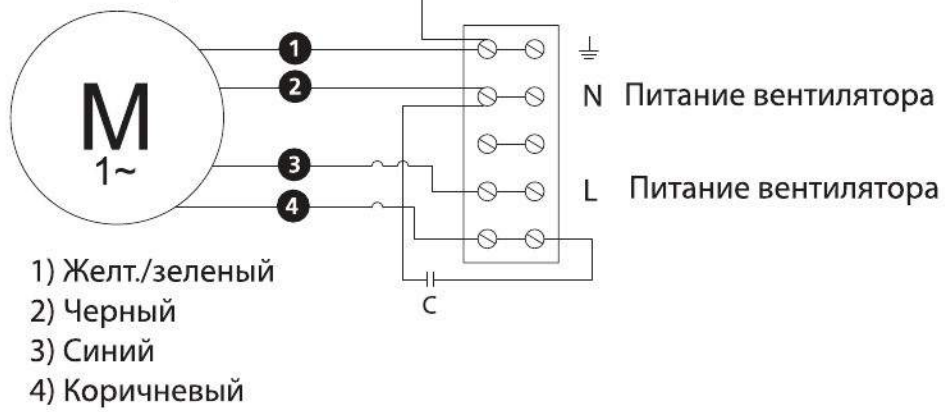 M
1~
1
2
3
4
N Питание вентилятора
L Питание вентилятора
C
1) Желт./зеленый
2) Черный
3) Синий
4) Коричневый